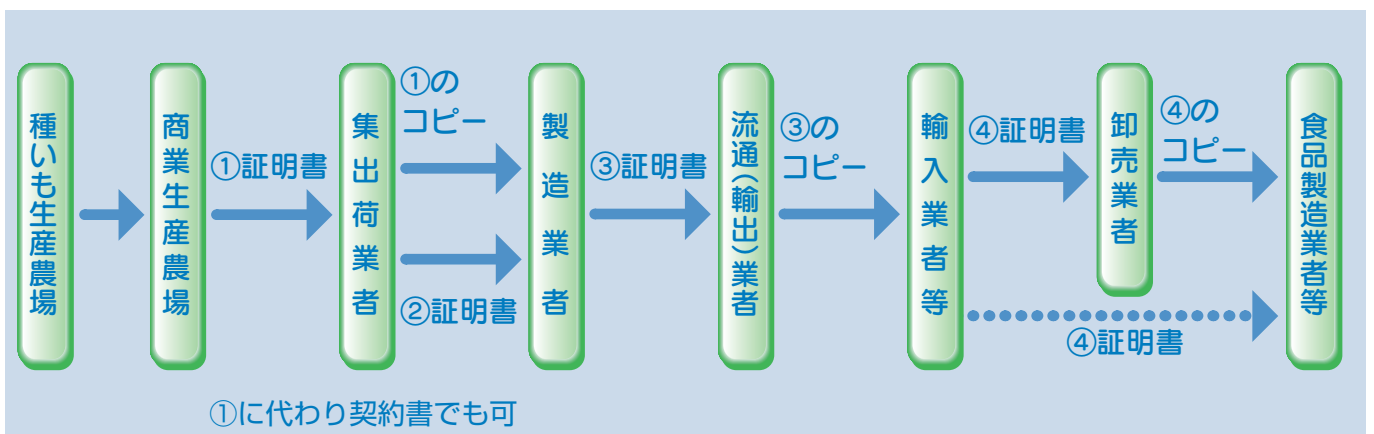 種いも生産農場
商業生産農場
①証明書
集出荷業者
①の
コピー
②証明書
製造業者
③証明書
流通(輸出)業者
③の
コピー
輸入業者等
④証明書
卸売業者
④の
コピー
④証明書
食品製造業者等
①に代わり契約書でも可